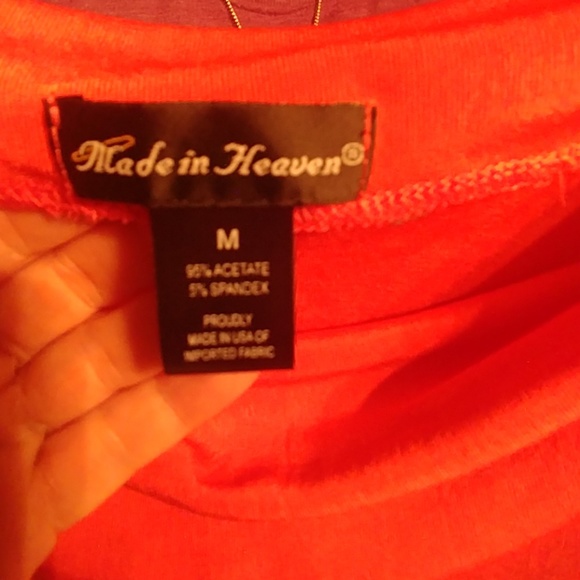 Made in Heaven®
M
95% ACETATE
5% SPANDEX
PROUDLY
MADE IN USA OF
IMPORTED FABRIC